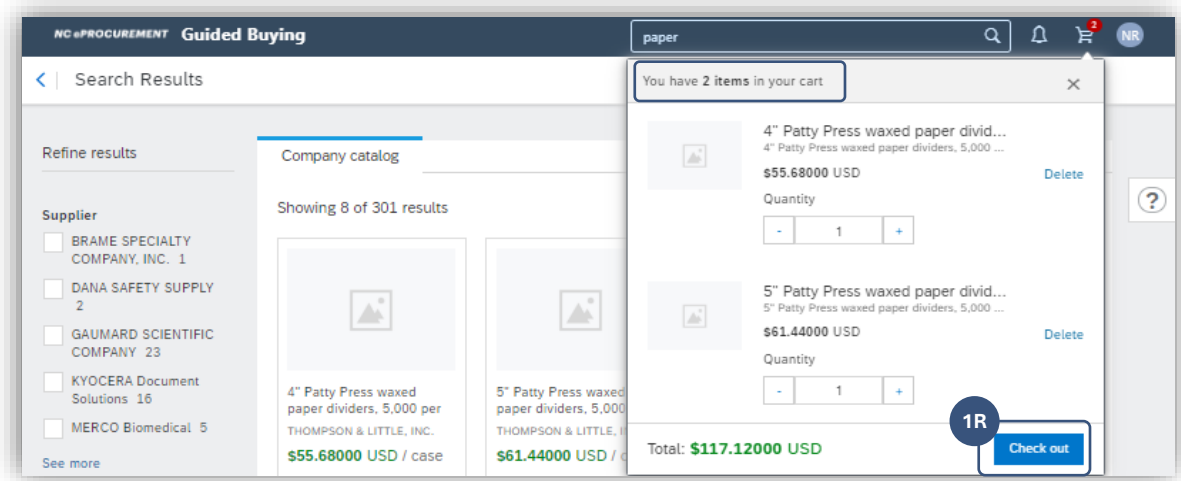 NC ePROCUREMENT Guided Buying
paper
2
NR
Search Results
You have 2 items in your cart
Refine results
Company catalog
Showing 8 of 301 results
Supplier
BRAME SPECIALTY
COMPANY, INC. 1
DANA SAFETY SUPPLY
2
GAUMARD SCIENTIFIC
COMPANY 23
KYOCERA Document
Solutions 16
MERCO Biomedical 5
See more
4" Patty Press waxed
paper dividers, 5,000 per
THOMPSON & LITTLE, INC.
$55.68000 USD / case
5" Patty Press waxed
paper dividers, 5,000
THOMPSON & LITTLE,
$61.44000 USD /
4" Patty Press waxed paper divid...
4" Patty Press waxed paper dividers, 5,000 ...
$55.68000 USD
Delete
Quantity
- 1 +
5" Patty Press waxed paper divid...
5" Patty Press waxed paper dividers, 5,000 ...
$61.44000 USD
Delete
Quantity
- 1 +
Total: $117.12000 USD
1R
Check out
?